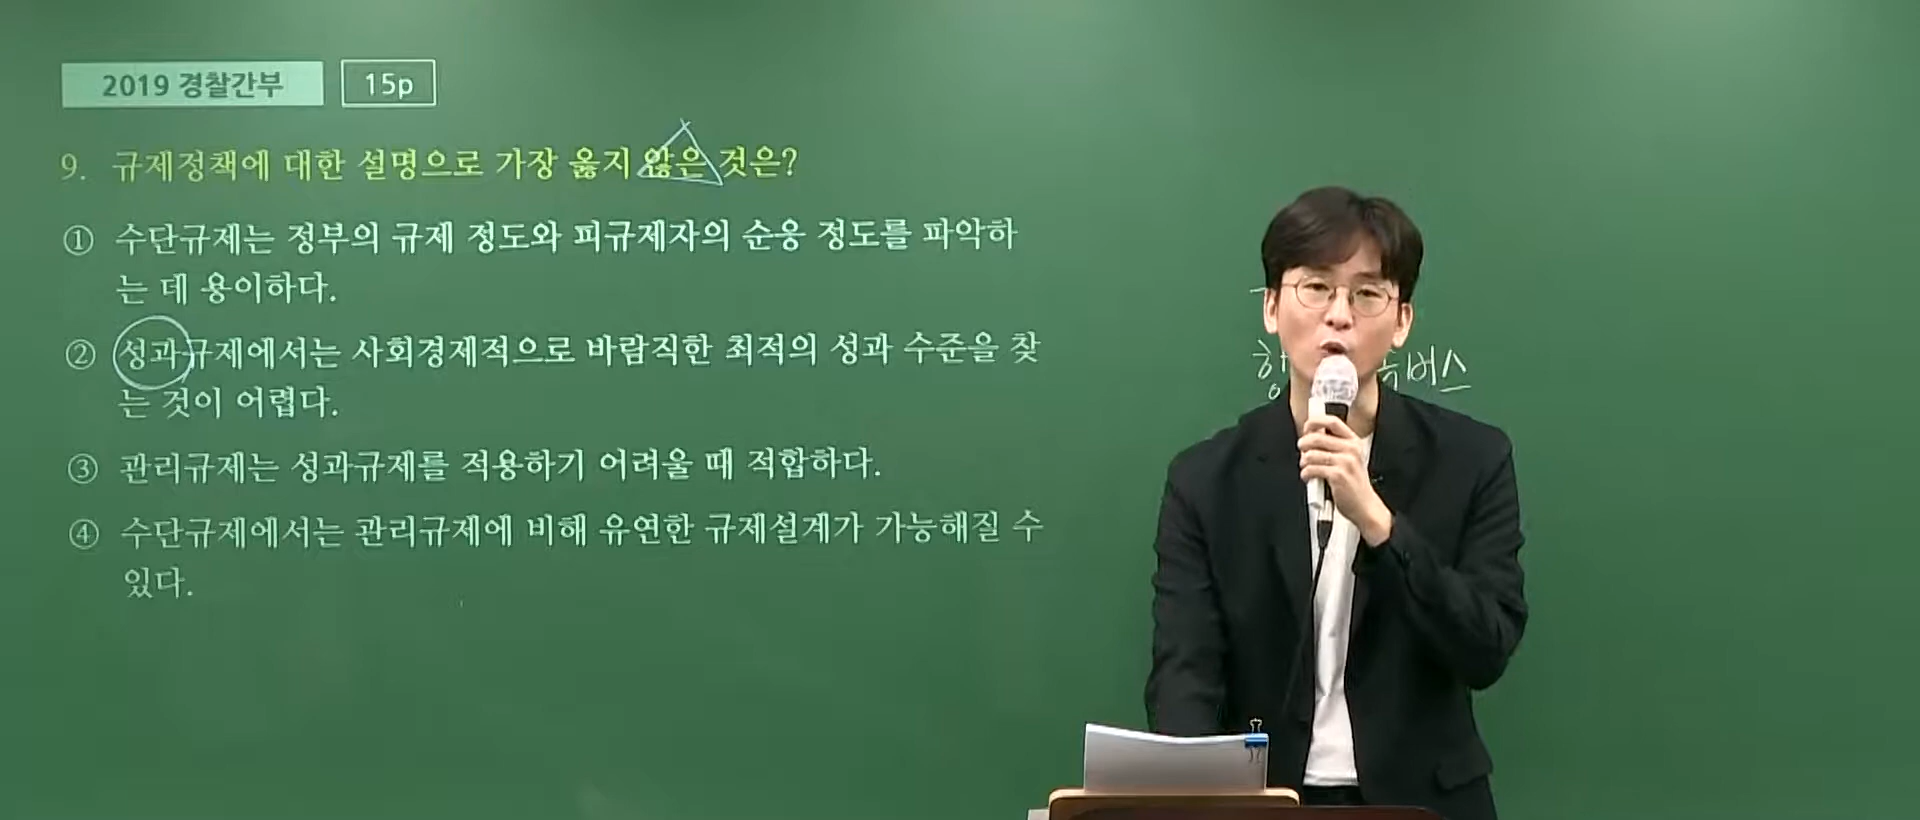 2019 경찰간부 15p
9. 규제정책에 대한 설명으로 가장 옳지 않은 것은?
① 수단규제는 정부의 규제 정도와 피규제자의 순응 정도를 파악하
는 데 용이하다.
② 성과규제에서는 사회경제적으로 바람직한 최적의 성과 수준을 찾
는 것이 어렵다.
③ 관리규제는 성과규제를 적용하기 어려울 때 적합하다.
④ 수단규제에서는 관리규제에 비해 유연한 규제설계가 가능해질 수
있다.